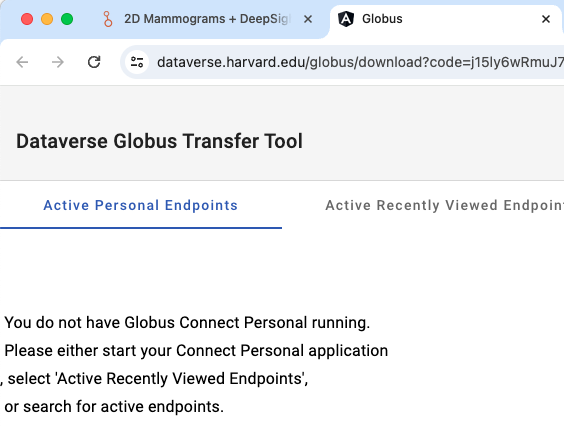 2D Mammograms + DeepSigl
Globus
dataverse.harvard.edu/globus/download?code=j15ly6wRmuJ7
Dataverse Globus Transfer Tool
Active Personal Endpoints
Active Recently Viewed Endpoin
You do not have Globus Connect Personal running.
Please either start your Connect Personal application
, select 'Active Recently Viewed Endpoints',
or search for active endpoints.